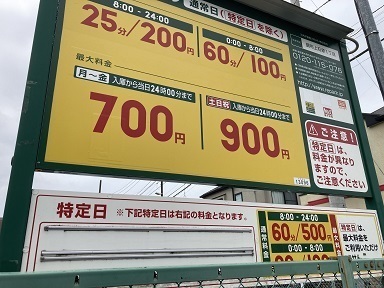 通常日(「特定日」を除く)
8:00 - 24:00
25分/200円
0:00 - 8:00
60分/100円
最大料金
月～金 入庫から当日24時00分まで
700円
土日祝 入庫から当日24時00分まで
900円
0120-115-076
⚠ご注意!
「特定日」は、
料金が異なり
ますので、
ご注意ください
特定日 ※下記特定日は右記の料金となります。
通常料金
8:00 - 24:00
60分/500円
0:00 - 8:00
「特定日」は、
最大料金を
ご利用いただけ